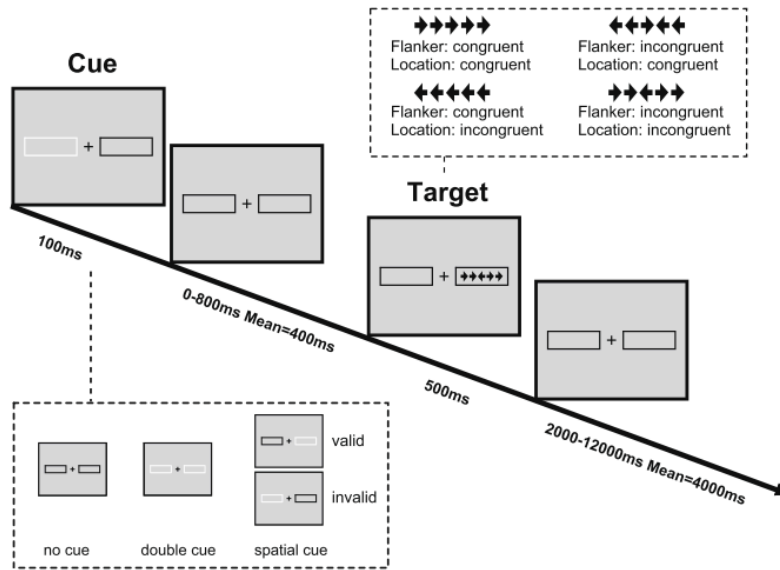 Cue
100ms
0-800ms Mean=400ms
Target
500ms
2000-12000ms Mean=4000ms
Flanker: congruent
Location: congruent
Flanker: incongruent
Location: congruent
Flanker: congruent
Location: incongruent
Flanker: incongruent
Location: incongruent
valid
invalid
no cue
double cue
spatial cue